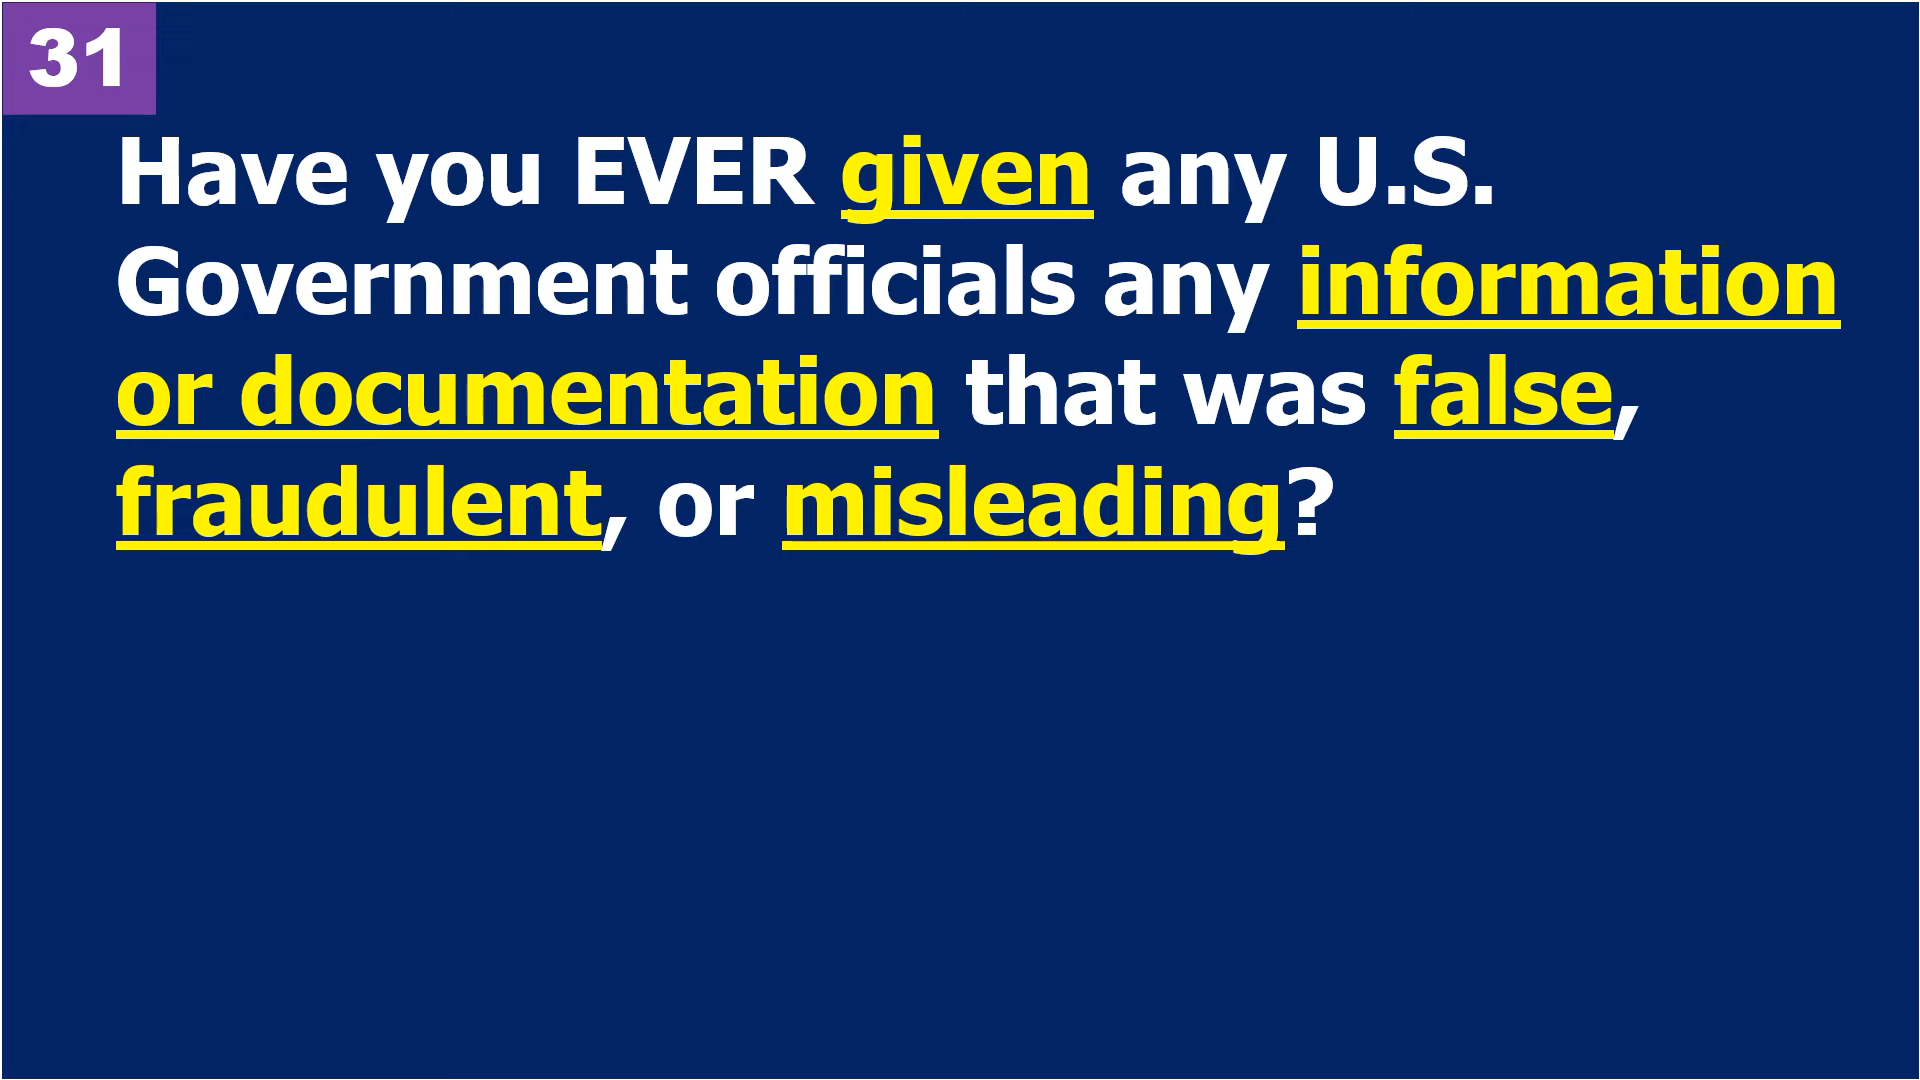 31
Have you EVER given any U.S.
Government officials any information
or documentation that was false,
fraudulent, or misleading?